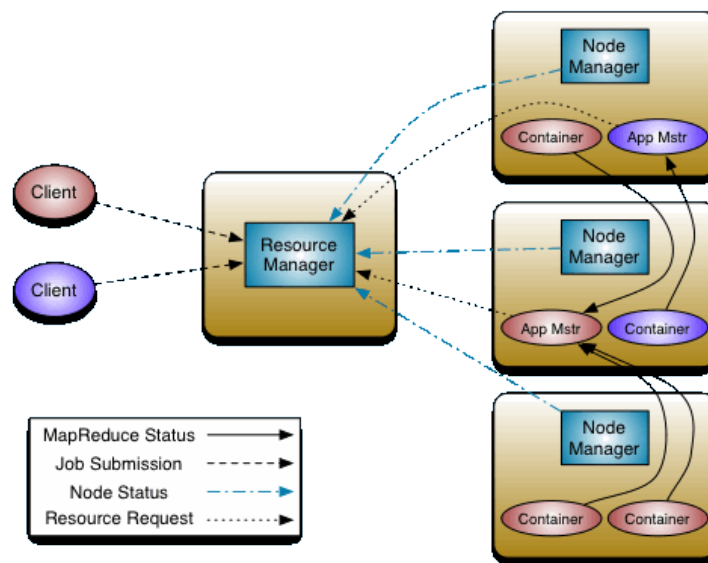 Node
Manager
Container
App Mstr
Client
Client
Resource
Manager
Node
Manager
App Mstr
Container
Node
Manager
Container
Container
MapReduce Status
Job Submission
Node Status
Resource Request